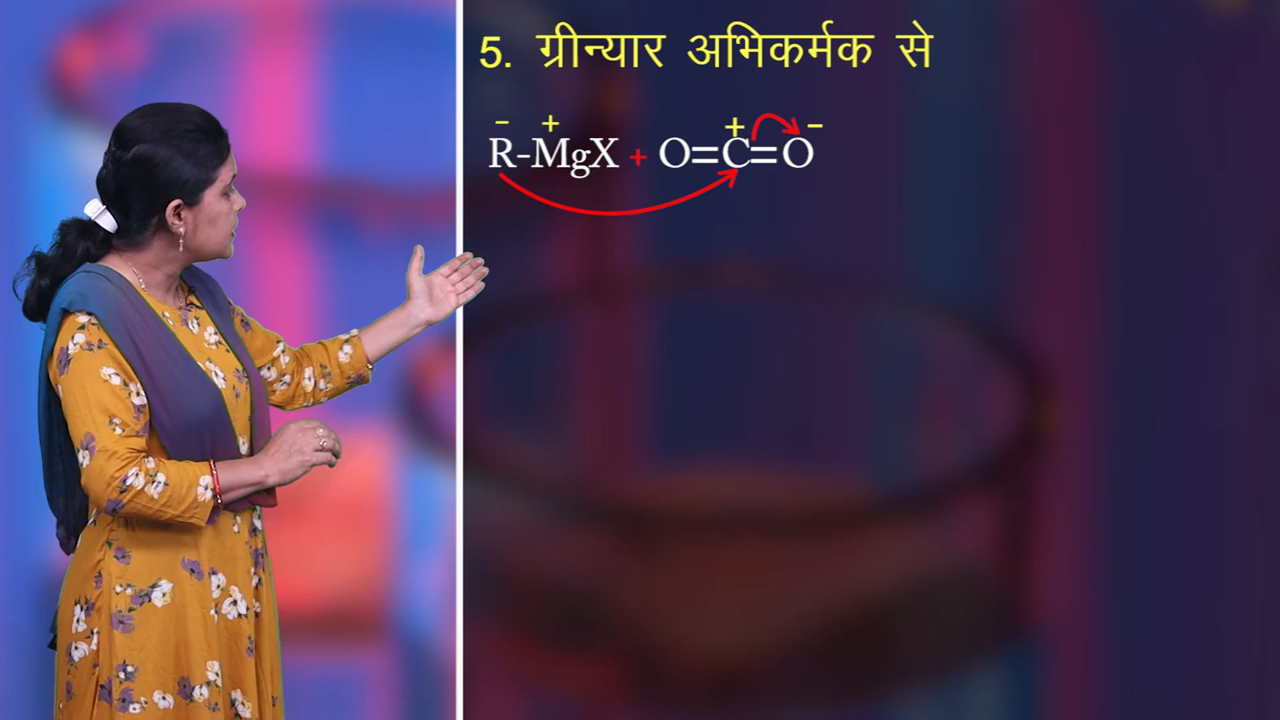 5. ग्रीन्यार अभिकर्मक से
− + + −
R-MgX + O=C=O